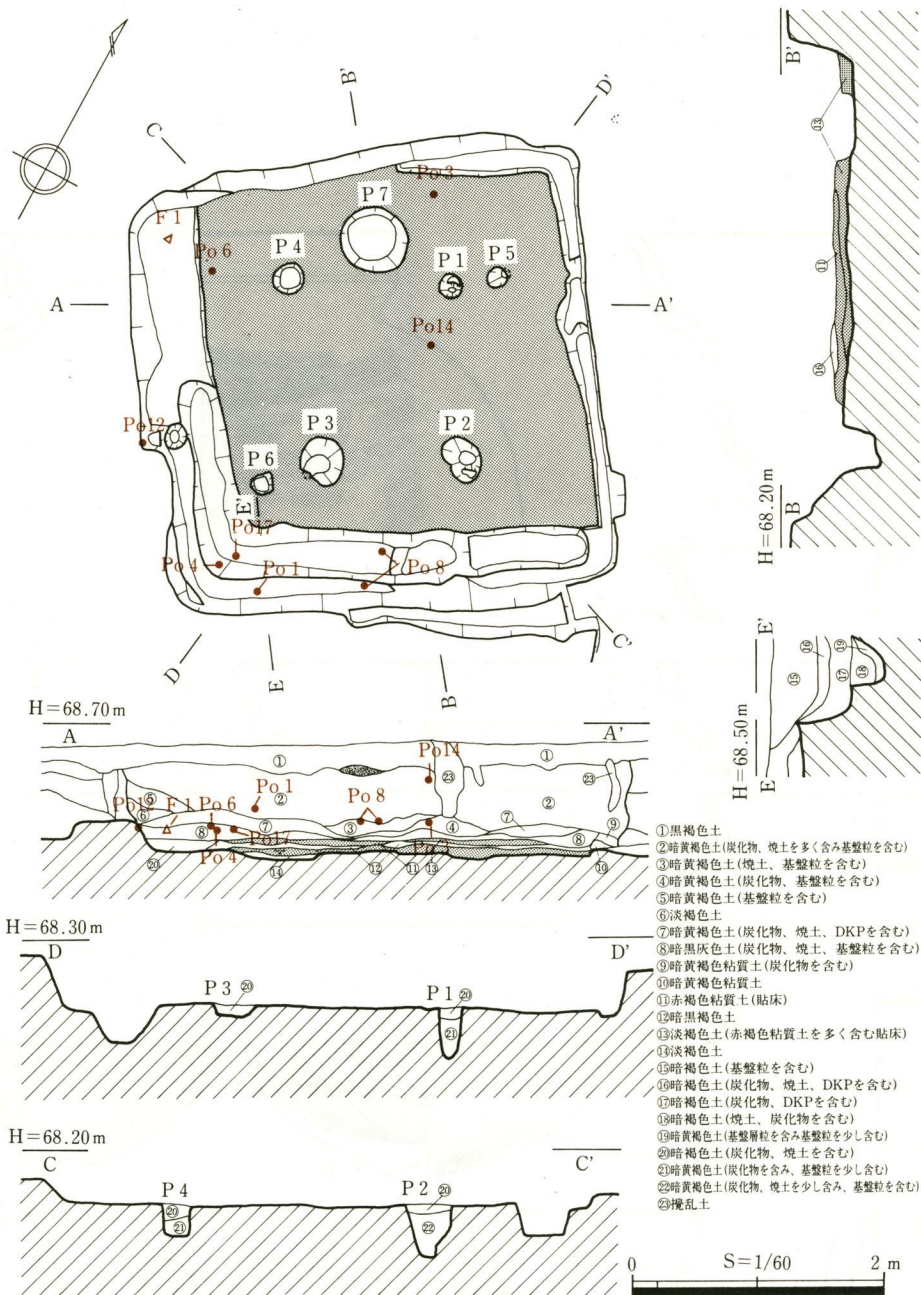 B'
D'
C
Po 3
P 7
F 1
Po 6
P 4
P 1
P 5
A
A'
Po14
Po12
P 3
P 2
P 6
E'
Po17
Po 4
Po 1
Po 8
C'
D
E
B
B'
⑬
⑪
⑯
H=68.20m
B
E'
⑯
⑲
⑮
⑰
⑱
H=68.50m
E
H=68.70m
A
A'
①
①
Po14
㉓
㉓
⑤
②
Po 1
Po 8
②
⑥
F 1
Po 6
⑧
⑦
Po17
③
④
⑦
⑨
⑧
Po 4
⑳
⑭
⑫
⑪
⑬
⑩
H=68.30m
D
D'
P 3
⑳
P 1
⑳
㉑
H=68.20m
C
C'
P 4
⑳
㉑
P 2
⑳
㉒
①黒褐色土
②暗黄褐色土(炭化物、焼土を多く含み基盤粒を含む)
③暗黄褐色土(焼土、基盤粒を含む)
④暗黄褐色土(炭化物、基盤粒を含む)
⑤暗黄褐色土(基盤粒を含む)
⑥淡褐色土
⑦暗黄褐色土(炭化物、焼土、DKPを含む)
⑧暗黒灰色土(炭化物、焼土、基盤粒を含む)
⑨暗黄褐色粘質土(炭化物を含む)
⑩暗黄褐色粘質土
⑪赤褐色粘質土(貼床)
⑫暗黒褐色土
⑬淡褐色土(赤褐色粘質土を多く含む貼床)
⑭淡褐色土
⑮暗褐色土(基盤粒を含む)
⑯暗褐色土(炭化物、焼土、DKPを含む)
⑰暗褐色土(炭化物、DKPを含む)
⑱暗褐色土(焼土、炭化物を含む)
⑲暗黄褐色土(基盤層粒を含み基盤粒を少し含む)
⑳暗褐色土(炭化物、焼土を含む)
㉑暗黄褐色土(炭化物を含み、基盤粒を少し含む)
㉒暗黄褐色土(炭化物、焼土を少し含み、基盤粒を含む)
㉓攪乱土
0 S=1/60 2 m